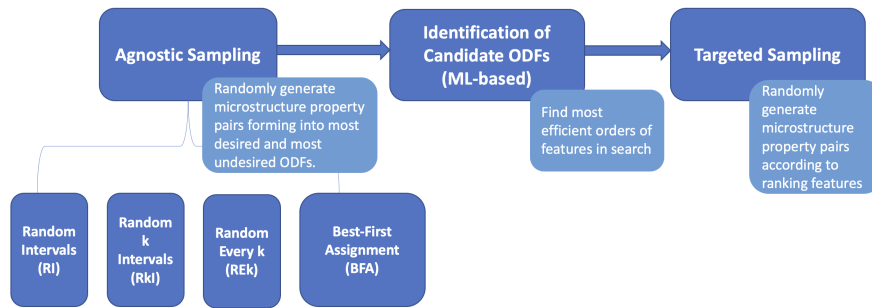 Agnostic Sampling
Randomly generate
microstructure property
pairs forming into most
desired and most
undesired ODFs.
Identification of
Candidate ODFs
(ML-based)
Find most
efficient orders of
features in search
Targeted Sampling
Randomly
generate
microstructure
property pairs
according to
ranking features
Random
Intervals
(RI)
Random
k
Intervals
(RkI)
Random
Every k
(REk)
Best-First
Assignment
(BFA)